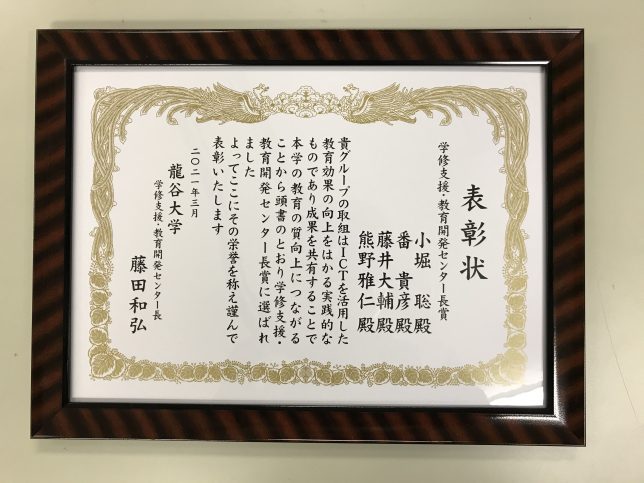 表彰状
学修支援・教育開発センター長賞
小堀 聡 殿
番 貴彦 殿
藤井大輔 殿
熊野雅仁 殿
貴グループの取組はICTを活用した
教育効果の向上をはかる実践的な
ものであり成果を共有することで
本学の教育の質向上につながる
ことから頭書のとおり学修支援・
教育開発センター長賞に選ばれ
ました
よってここにその栄誉を称え謹んで
表彰いたします
二〇二一年三月
龍谷大学
学修支援・教育開発センター長
藤田和弘